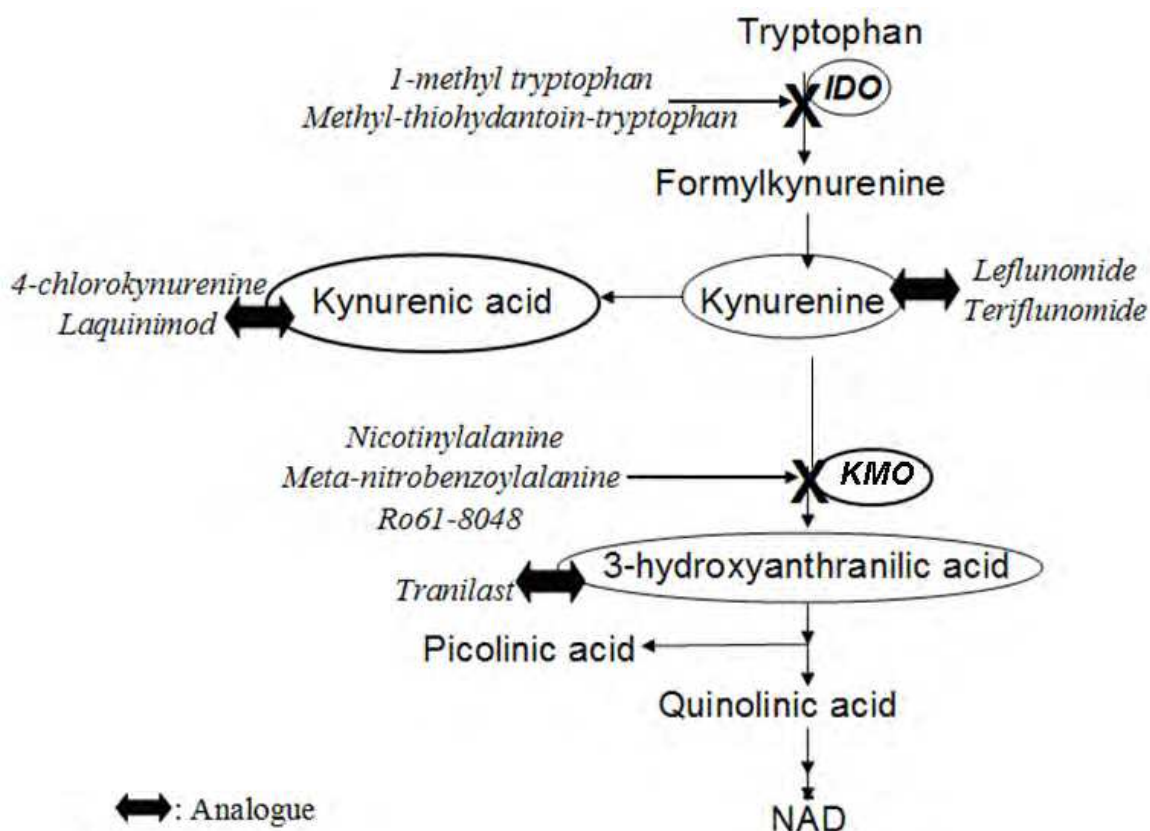 Tryptophan
1-methyl tryptophan
Methyl-thiohydantoin-tryptophan
X
IDO
Formylkynurenine
4-chlorokynurenine
Laquinimod
Kynurenic acid
Kynurenine
Leflunomide
Teriflunomide
Nicotinylalanine
Meta-nitrobenzoylalanine
Ro61-8048
X
KMO
3-hydroxyanthranilic acid
Tranilast
Picolinic acid
Quinolinic acid
NAD
: Analogue